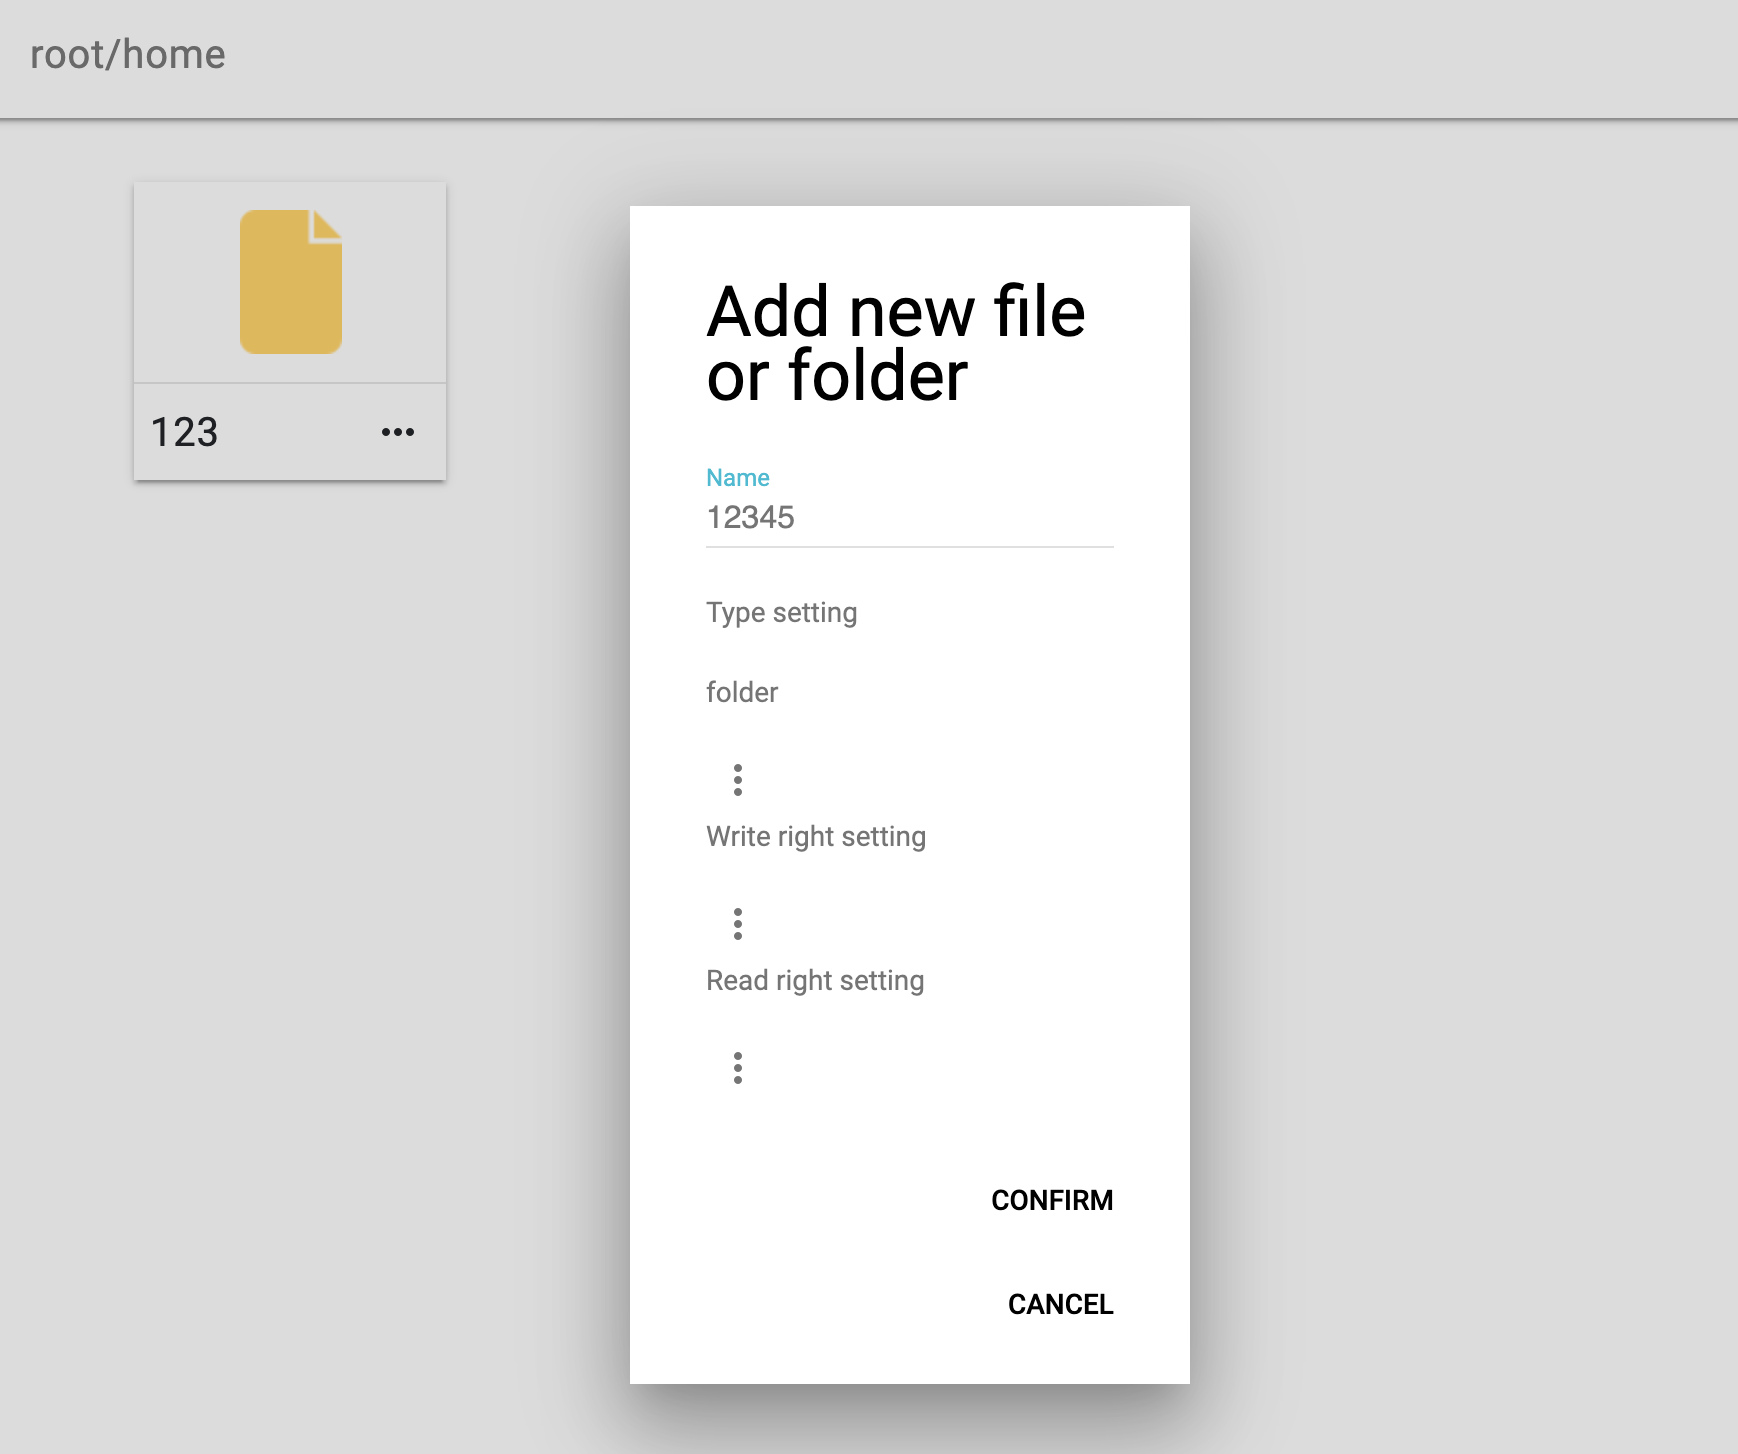 root/home
123
Add new file
or folder
Name
12345
Type setting
folder
Write right setting
Read right setting
CONFIRM
CANCEL